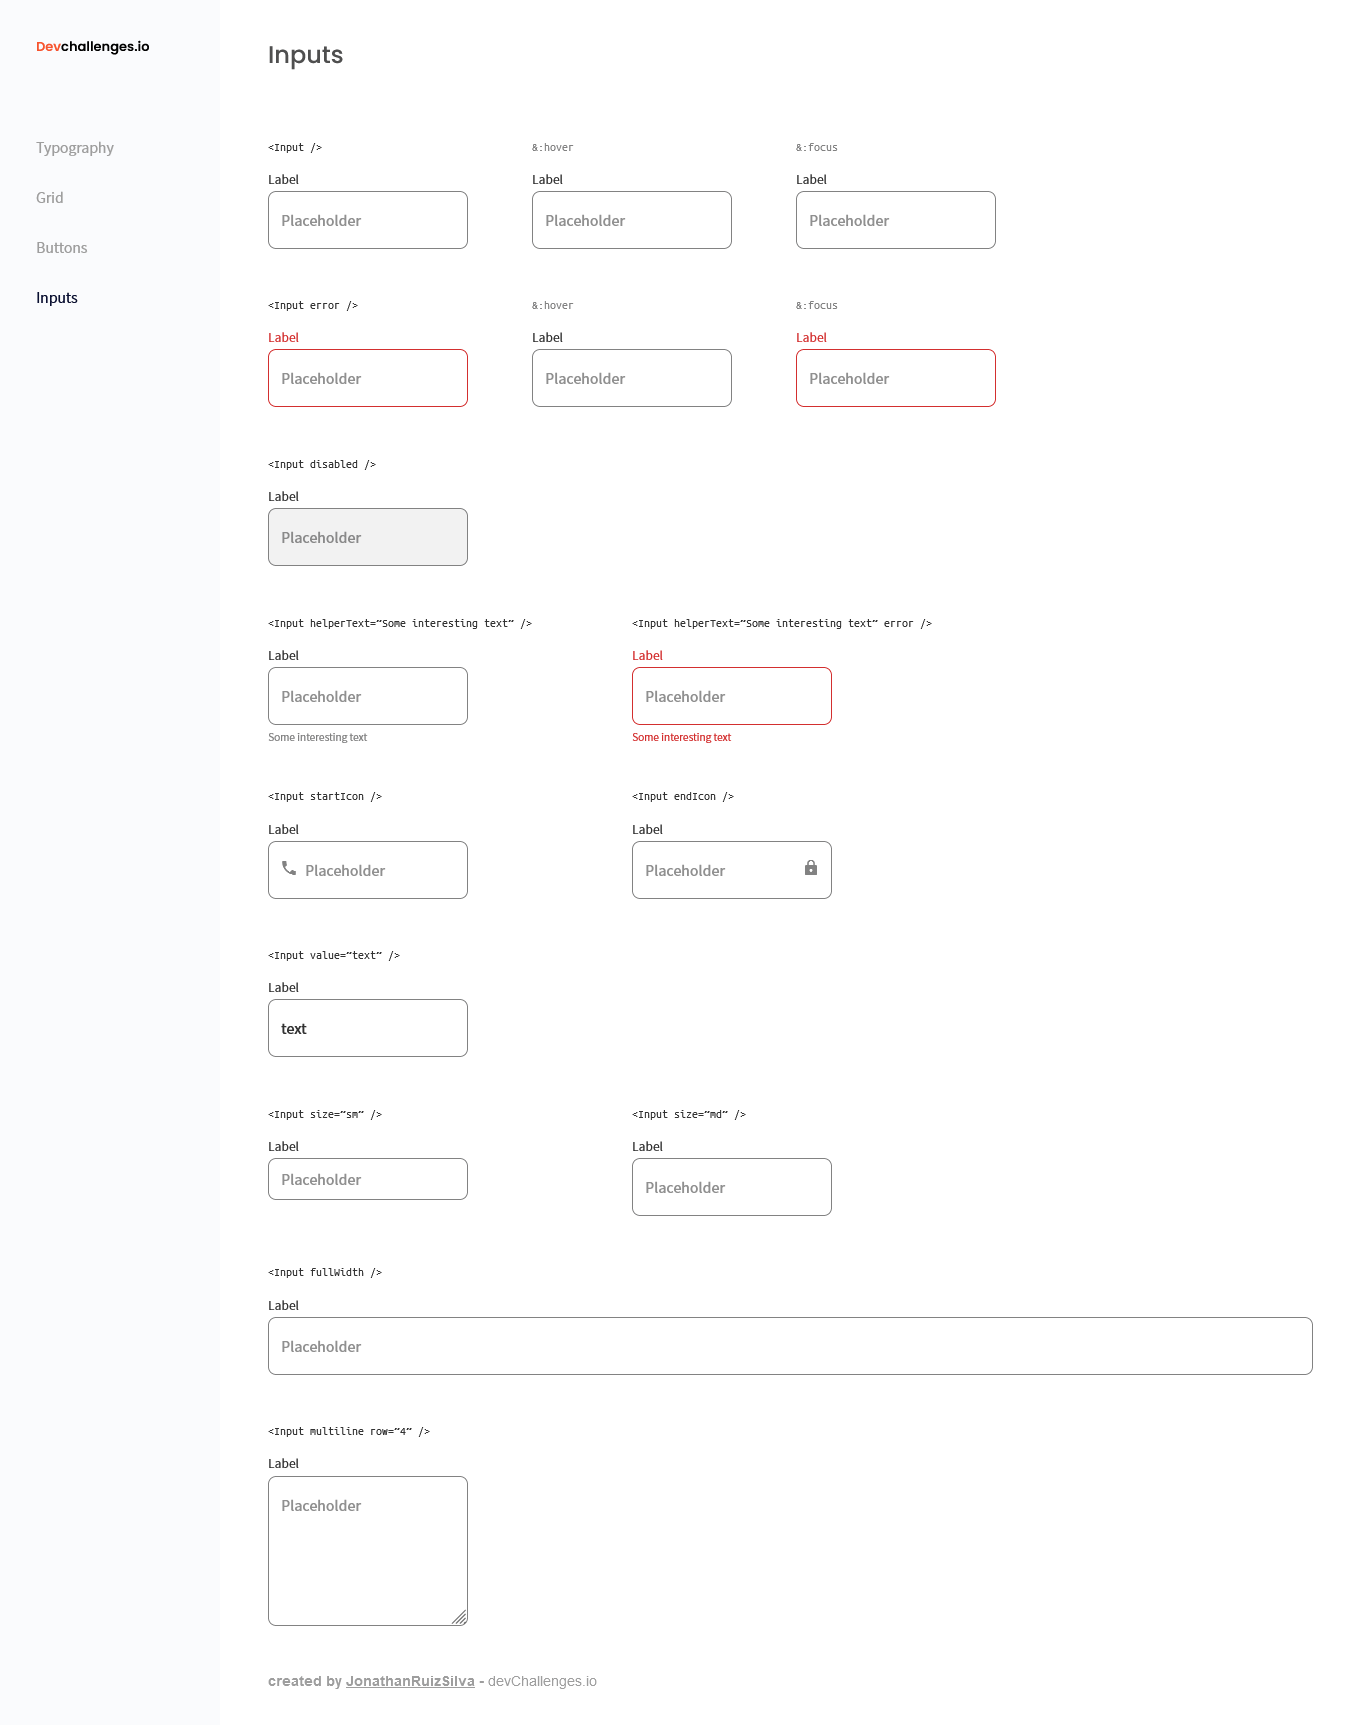 Devchallenges.io
Typography
Grid
Buttons
Inputs
Inputs
<Input />
Label
Placeholder
&:hover
Label
Placeholder
&:focus
Label
Placeholder
<Input error />
Label
Placeholder
&:hover
Label
Placeholder
&:focus
Label
Placeholder
<Input disabled />
Label
Placeholder
<Input helperText=”Some interesting text” />
Label
Placeholder
Some interesting text
<Input helperText=”Some interesting text” error />
Label
Placeholder
Some interesting text
<Input startIcon />
Label
Placeholder
<Input endIcon />
Label
Placeholder
<Input value=”text” />
Label
text
<Input size=”sm” />
Label
Placeholder
<Input size=”md” />
Label
Placeholder
<Input fullWidth />
Label
Placeholder
<Input multiline row=”4” />
Label
Placeholder
created by JonathanRuizSilva - devChallenges.io